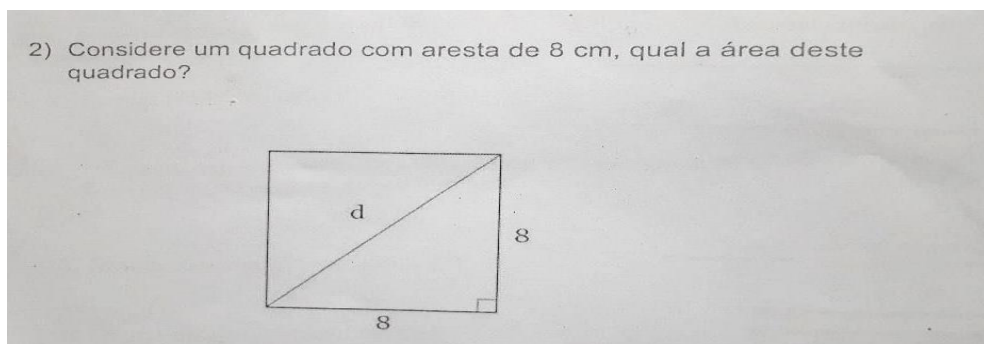 2) Considere um quadrado com aresta de 8 cm, qual a área deste
quadrado?
d
8
8